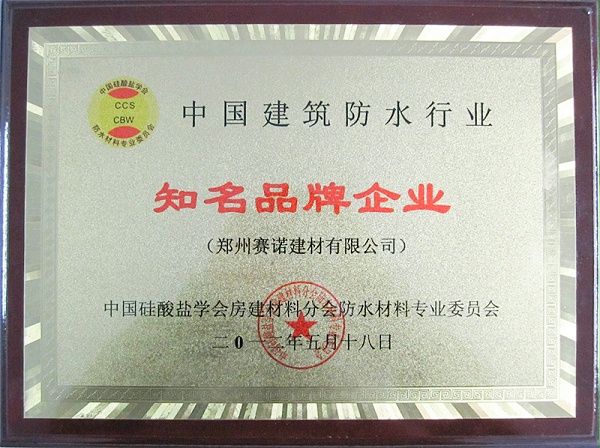 中国硅酸盐学会
CCS
CBW
防水材料专业委员会
中国建筑防水行业
知名品牌企业
（郑州赛诺建材有限公司）
中国硅酸盐学会房建材料分会防水材料专业委员会
二0一二年五月十八日